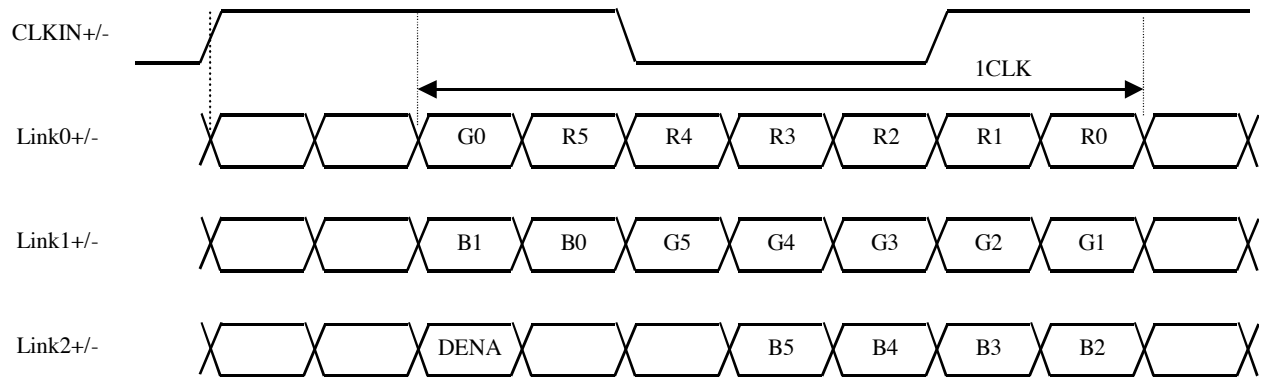 CLKIN+/-
1CLK
Link0+/- G0 R5 R4 R3 R2 R1 R0
Link1+/- B1 B0 G5 G4 G3 G2 G1
Link2+/- DENA B5 B4 B3 B2